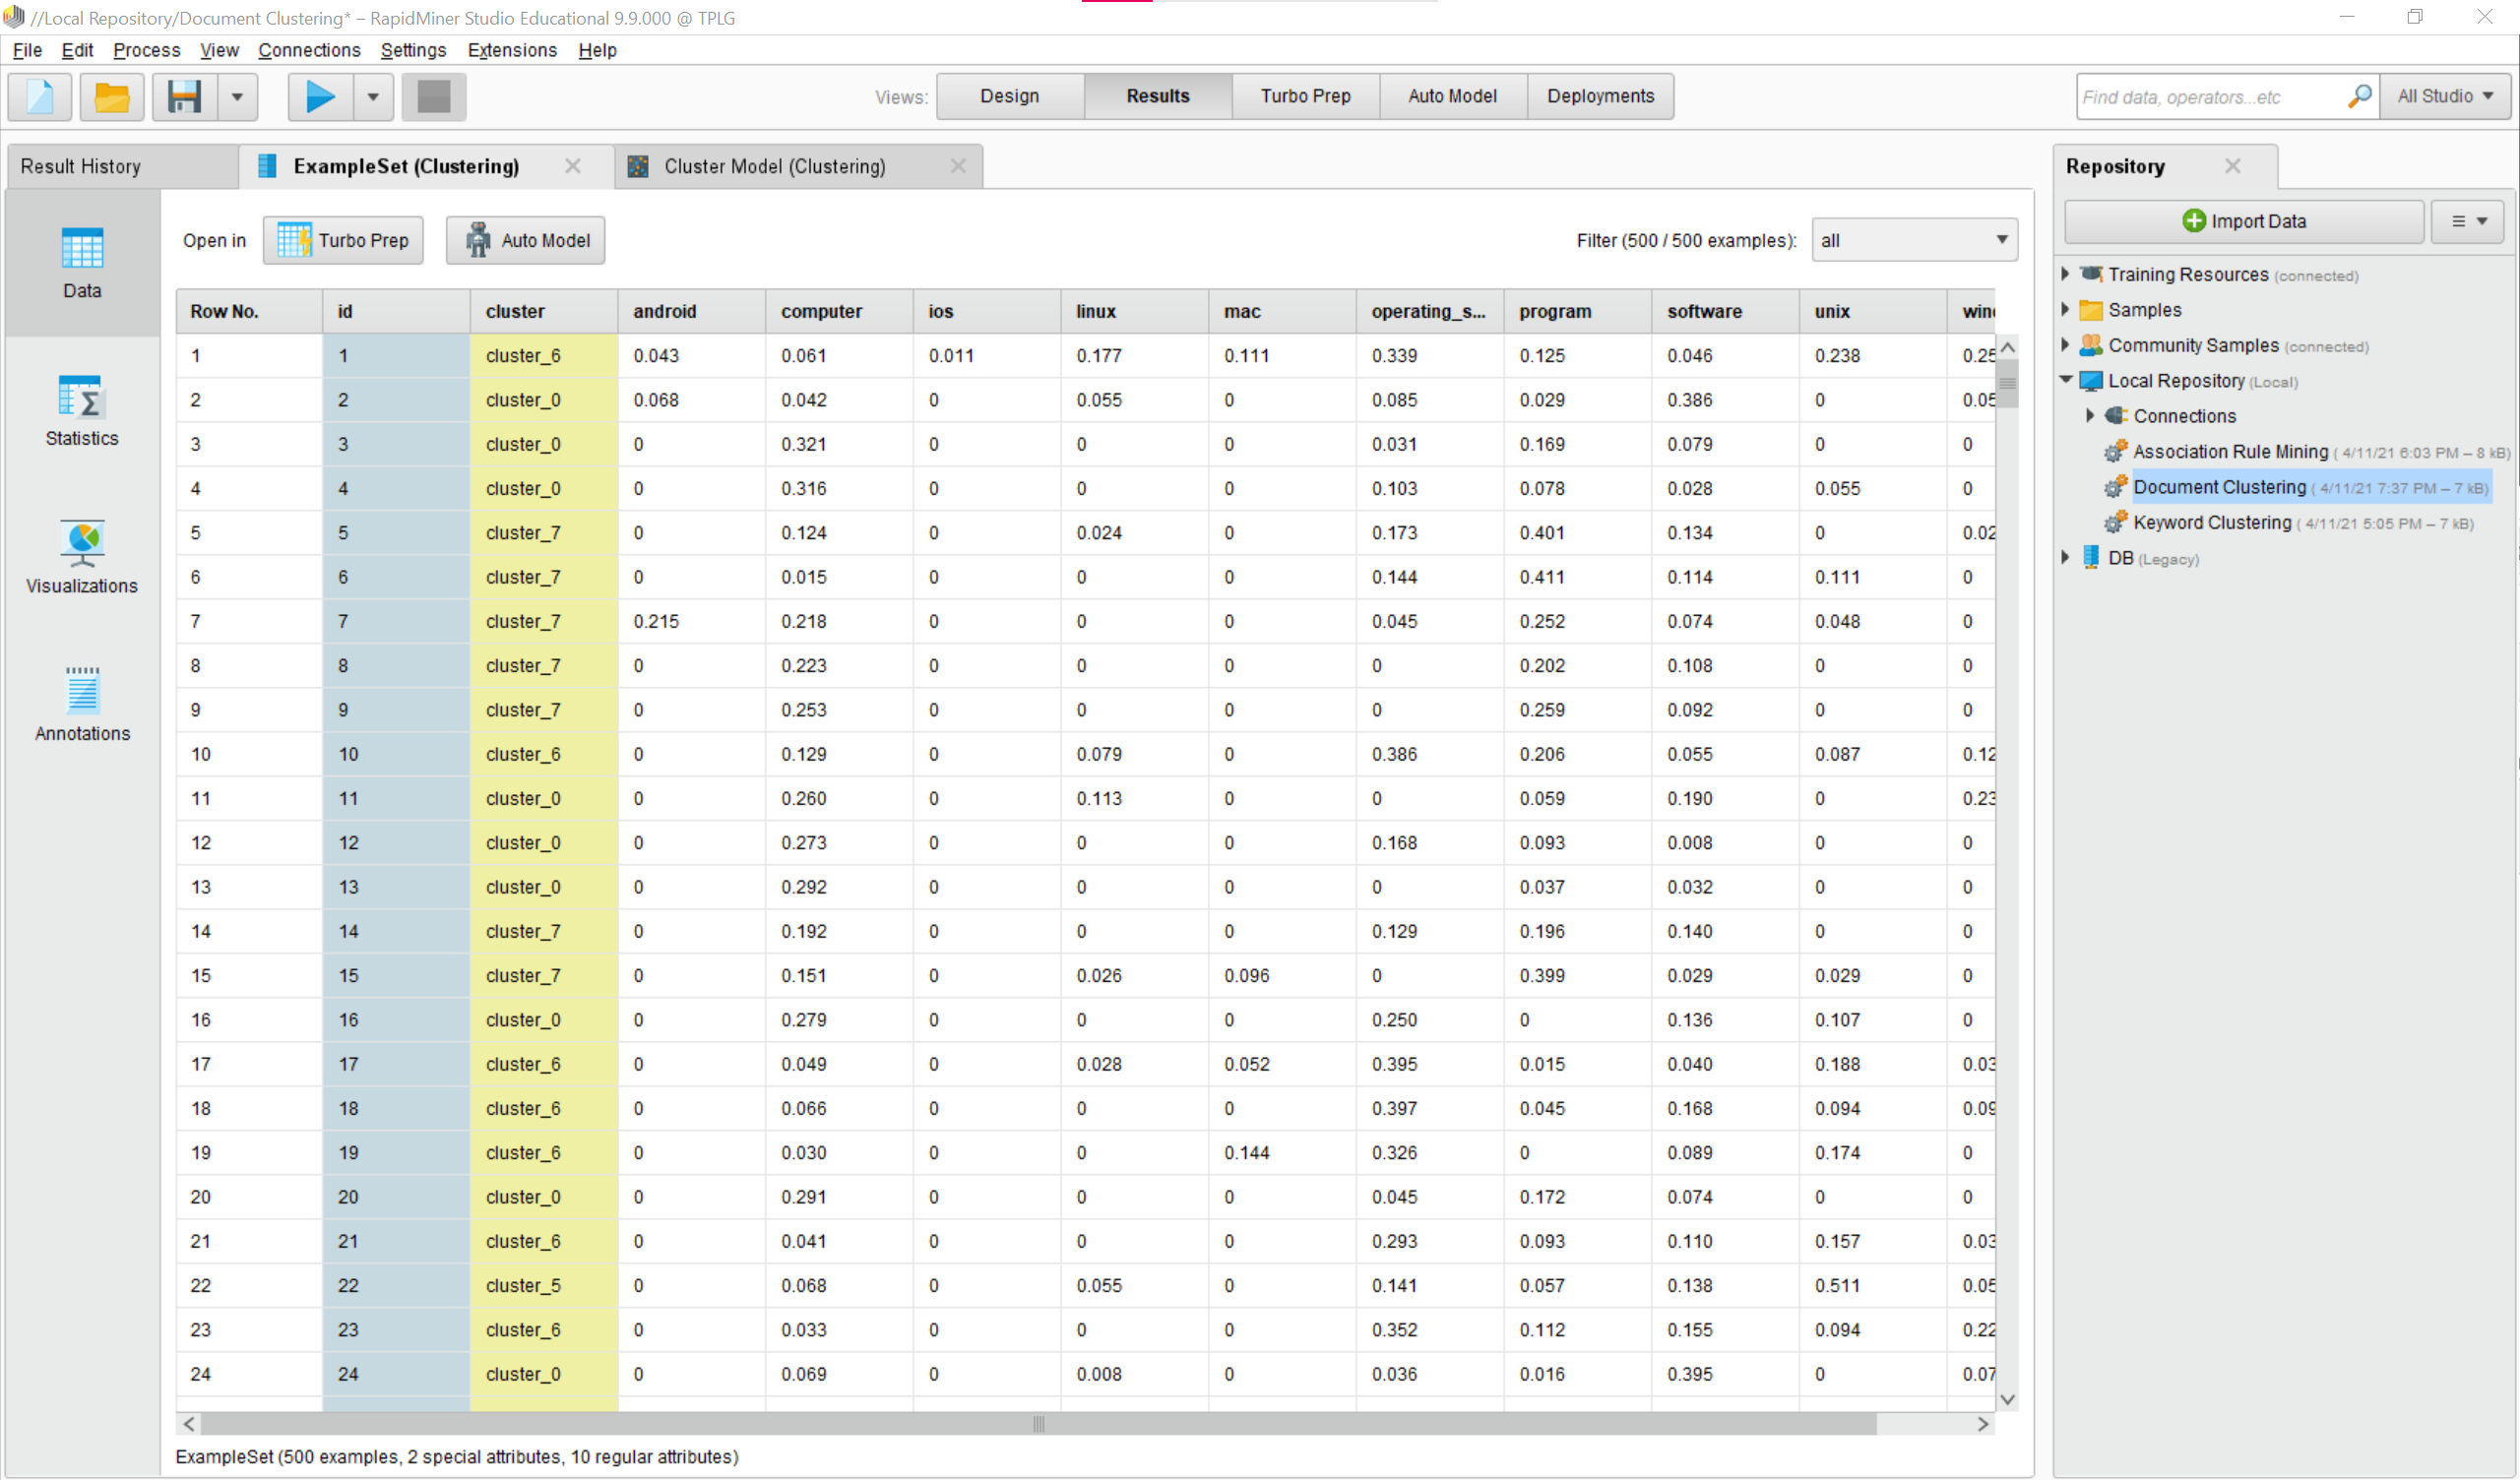 //Local Repository/Document Clustering* – RapidMiner Studio Educational 9.9.000 @ TPLG
File Edit Process View Connections Settings Extensions Help
Views: Design Results Turbo Prep Auto Model Deployments Find data, operators...etc All Studio
Result History ExampleSet (Clustering) Cluster Model (Clustering)
Data
Statistics
Visualizations
Annotations
Open in Turbo Prep Auto Model Filter (500 / 500 examples): all
Row No. id cluster android computer ios linux mac operating_s... program software unix
1 1 cluster_6 0.043 0.061 0.011 0.177 0.111 0.339 0.125 0.046 0.238 0.25
2 2 cluster_0 0.068 0.042 0 0.055 0 0.085 0.029 0.386 0 0.05
3 3 cluster_0 0 0.321 0 0 0 0.031 0.169 0.079 0 0
4 4 cluster_0 0 0.316 0 0 0 0.103 0.078 0.028 0.055 0
5 5 cluster_7 0 0.124 0 0.024 0 0.173 0.401 0.134 0 0.02
6 6 cluster_7 0 0.015 0 0 0 0.144 0.411 0.114 0.111 0
7 7 cluster_7 0.215 0.218 0 0 0 0.045 0.252 0.074 0.048 0
8 8 cluster_7 0 0.223 0 0 0 0 0.202 0.108 0 0
9 9 cluster_7 0 0.253 0 0 0 0 0.259 0.092 0 0
10 10 cluster_6 0 0.129 0 0.079 0 0.386 0.206 0.055 0.087 0.12
11 11 cluster_0 0 0.260 0 0.113 0 0 0.059 0.190 0 0.23
12 12 cluster_0 0 0.273 0 0 0 0.168 0.093 0.008 0 0
13 13 cluster_0 0 0.292 0 0 0 0 0.037 0.032 0 0
14 14 cluster_7 0 0.192 0 0 0 0.129 0.196 0.140 0 0
15 15 cluster_7 0 0.151 0 0.026 0.096 0 0.399 0.029 0.029 0
16 16 cluster_0 0 0.279 0 0 0 0.250 0 0.136 0.107 0
17 17 cluster_6 0 0.049 0 0.028 0.052 0.395 0.015 0.040 0.188 0.03
18 18 cluster_6 0 0.066 0 0 0 0.397 0.045 0.168 0.094 0.09
19 19 cluster_6 0 0.030 0 0 0.144 0.326 0 0.089 0.174 0
20 20 cluster_0 0 0.291 0 0 0 0.045 0.172 0.074 0 0
21 21 cluster_6 0 0.041 0 0 0 0.293 0.093 0.110 0.157 0.03
22 22 cluster_5 0 0.068 0 0.055 0 0.141 0.057 0.138 0.511 0.05
23 23 cluster_6 0 0.033 0 0 0 0.352 0.112 0.155 0.094 0.22
24 24 cluster_0 0 0.069 0 0.008 0 0.036 0.016 0.395 0 0.07
ExampleSet (500 examples, 2 special attributes, 10 regular attributes)
Repository
Import Data
Training Resources (connected)
Samples
Community Samples (connected)
Local Repository (Local)
Connections
Association Rule Mining ( 4/11/21 6:03 PM – 8 kB)
Document Clustering ( 4/11/21 7:37 PM – 7 kB)
Keyword Clustering ( 4/11/21 5:05 PM – 7 kB)
DB (Legacy)